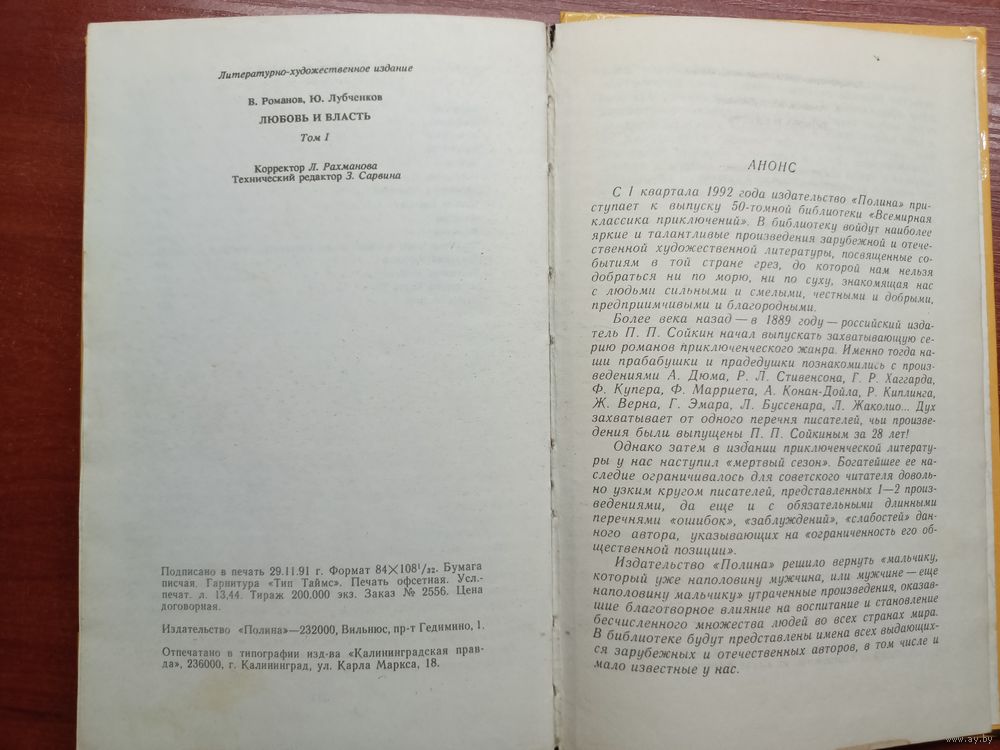 Литературно-художественное издание
В. Романов, Ю. Лубченков
ЛЮБОВЬ И ВЛАСТЬ
Том I
Корректор Л. Рахманова
Технический редактор З. Сарвина
Подписано в печать 29.11.91 г. Формат 84×108¹/₃₂. Бумага
писчая. Гарнитура «Тип Таймс». Печать офсетная. Усл.-
печат. л. 13,44. Тираж 200.000 экз. Заказ № 2556. Цена
договорная.
Издательство «Полина»—232000, Вильнюс, пр-т Гедимино, 1.
Отпечатано в типографии изд-ва «Калининградская прав-
да», 236000, г. Калининград, ул. Карла Маркса, 18.
АНОНС
С I квартала 1992 года издательство «Полина» при-
ступает к выпуску 50-томной библиотеки «Всемирная
классика приключений». В библиотеку войдут наиболее
яркие и талантливые произведения зарубежной и отече-
ственной художественной литературы, посвященные со-
бытиям в той стране грез, до которой нам нельзя
добраться ни по морю, ни по суху, знакомящая нас
с людьми сильными и смелыми, честными и добрыми,
предприимчивыми и благородными.
Более века назад — в 1889 году — российский изда-
тель П. П. Сойкин начал выпускать захватывающую се-
рию романов приключенческого жанра. Именно тогда на-
ши прабабушки и прадедушки познакомились с произ-
ведениями А. Дюма, Р. Л. Стивенсона, Г. Р. Хаггарда,
Ф. Купера, Ф. Марриета, А. Конан-Дойла, Р. Киплинга,
Ж. Верна, Г. Эмара, Л. Буссенара, Л. Жаколио... Дух
захватывает от одного перечня писателей, чьи произве-
дения были выпущены П. П. Сойкиным за 28 лет!
Однако затем в издании приключенческой литерату-
ры у нас наступил «мертвый сезон». Богатейшее ее на-
следие ограничивалось для советского читателя доволь-
но узким кругом писателей, представленных 1—2 произ-
ведениями, да еще и с обязательными длинными
перечнями «ошибок», «заблуждений», «слабостей» дан-
ного автора, указывающих на «ограниченность его об-
щественной позиции».
Издательство «Полина» решило вернуть «мальчику,
который уже наполовину мужчина, или мужчине — еще
наполовину мальчику» утраченные произведения, оказав-
шие благотворное влияние на воспитание и становление
бесчисленного множества людей во всех странах мира.
В библиотеке будут представлены имена всех выдающих-
ся зарубежных и отечественных авторов, в том числе и
мало известные у нас.
www.ay.by